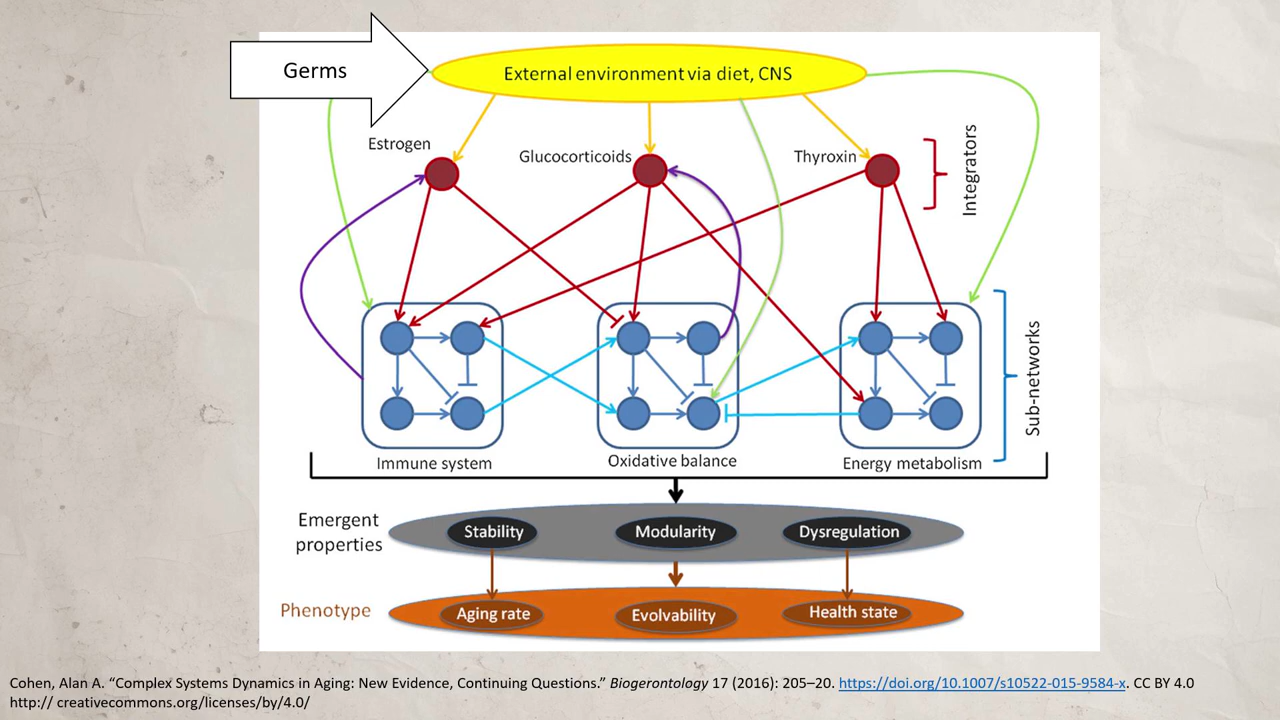 Germs
External environment via diet, CNS
Estrogen
Glucocorticoids
Thyroxin
Integrators
Sub-networks
Immune system
Oxidative balance
Energy metabolism
Emergent
properties
Stability
Modularity
Dysregulation
Phenotype
Aging rate
Evolvability
Health state
Cohen, Alan A. “Complex Systems Dynamics in Aging: New Evidence, Continuing Questions.” Biogerontology 17 (2016): 205–20. https://doi.org/10.1007/s10522-015-9584-x. CC BY 4.0
http:// creativecommons.org/licenses/by/4.0/